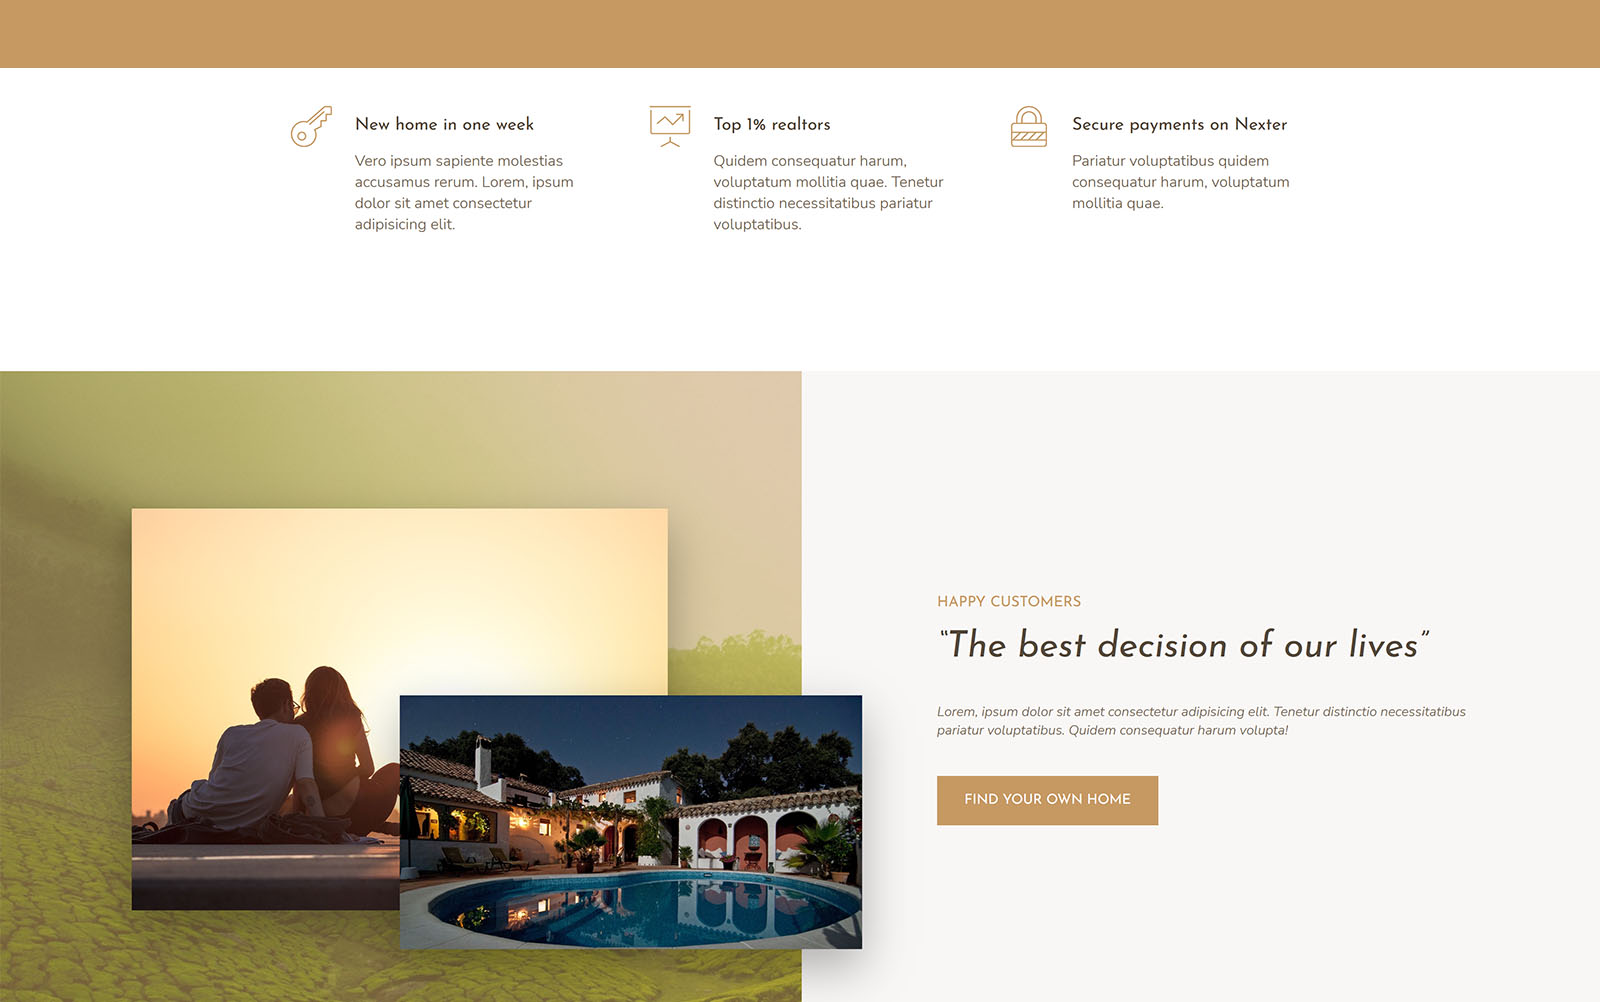 New home in one week
Vero ipsum sapiente molestias
accusamus rerum. Lorem, ipsum
dolor sit amet consectetur
adipisicing elit.
Top 1% realtors
Quidem consequatur harum,
voluptatum mollitia quae. Tenetur
distinctio necessitatibus pariatur
voluptatibus.
Secure payments on Nexter
Pariatur voluptatibus quidem
consequatur harum, voluptatum
mollitia quae.
HAPPY CUSTOMERS
“The best decision of our lives”
Lorem, ipsum dolor sit amet consectetur adipisicing elit. Tenetur distinctio necessitatibus
pariatur voluptatibus. Quidem consequatur harum volupta!
FIND YOUR OWN HOME